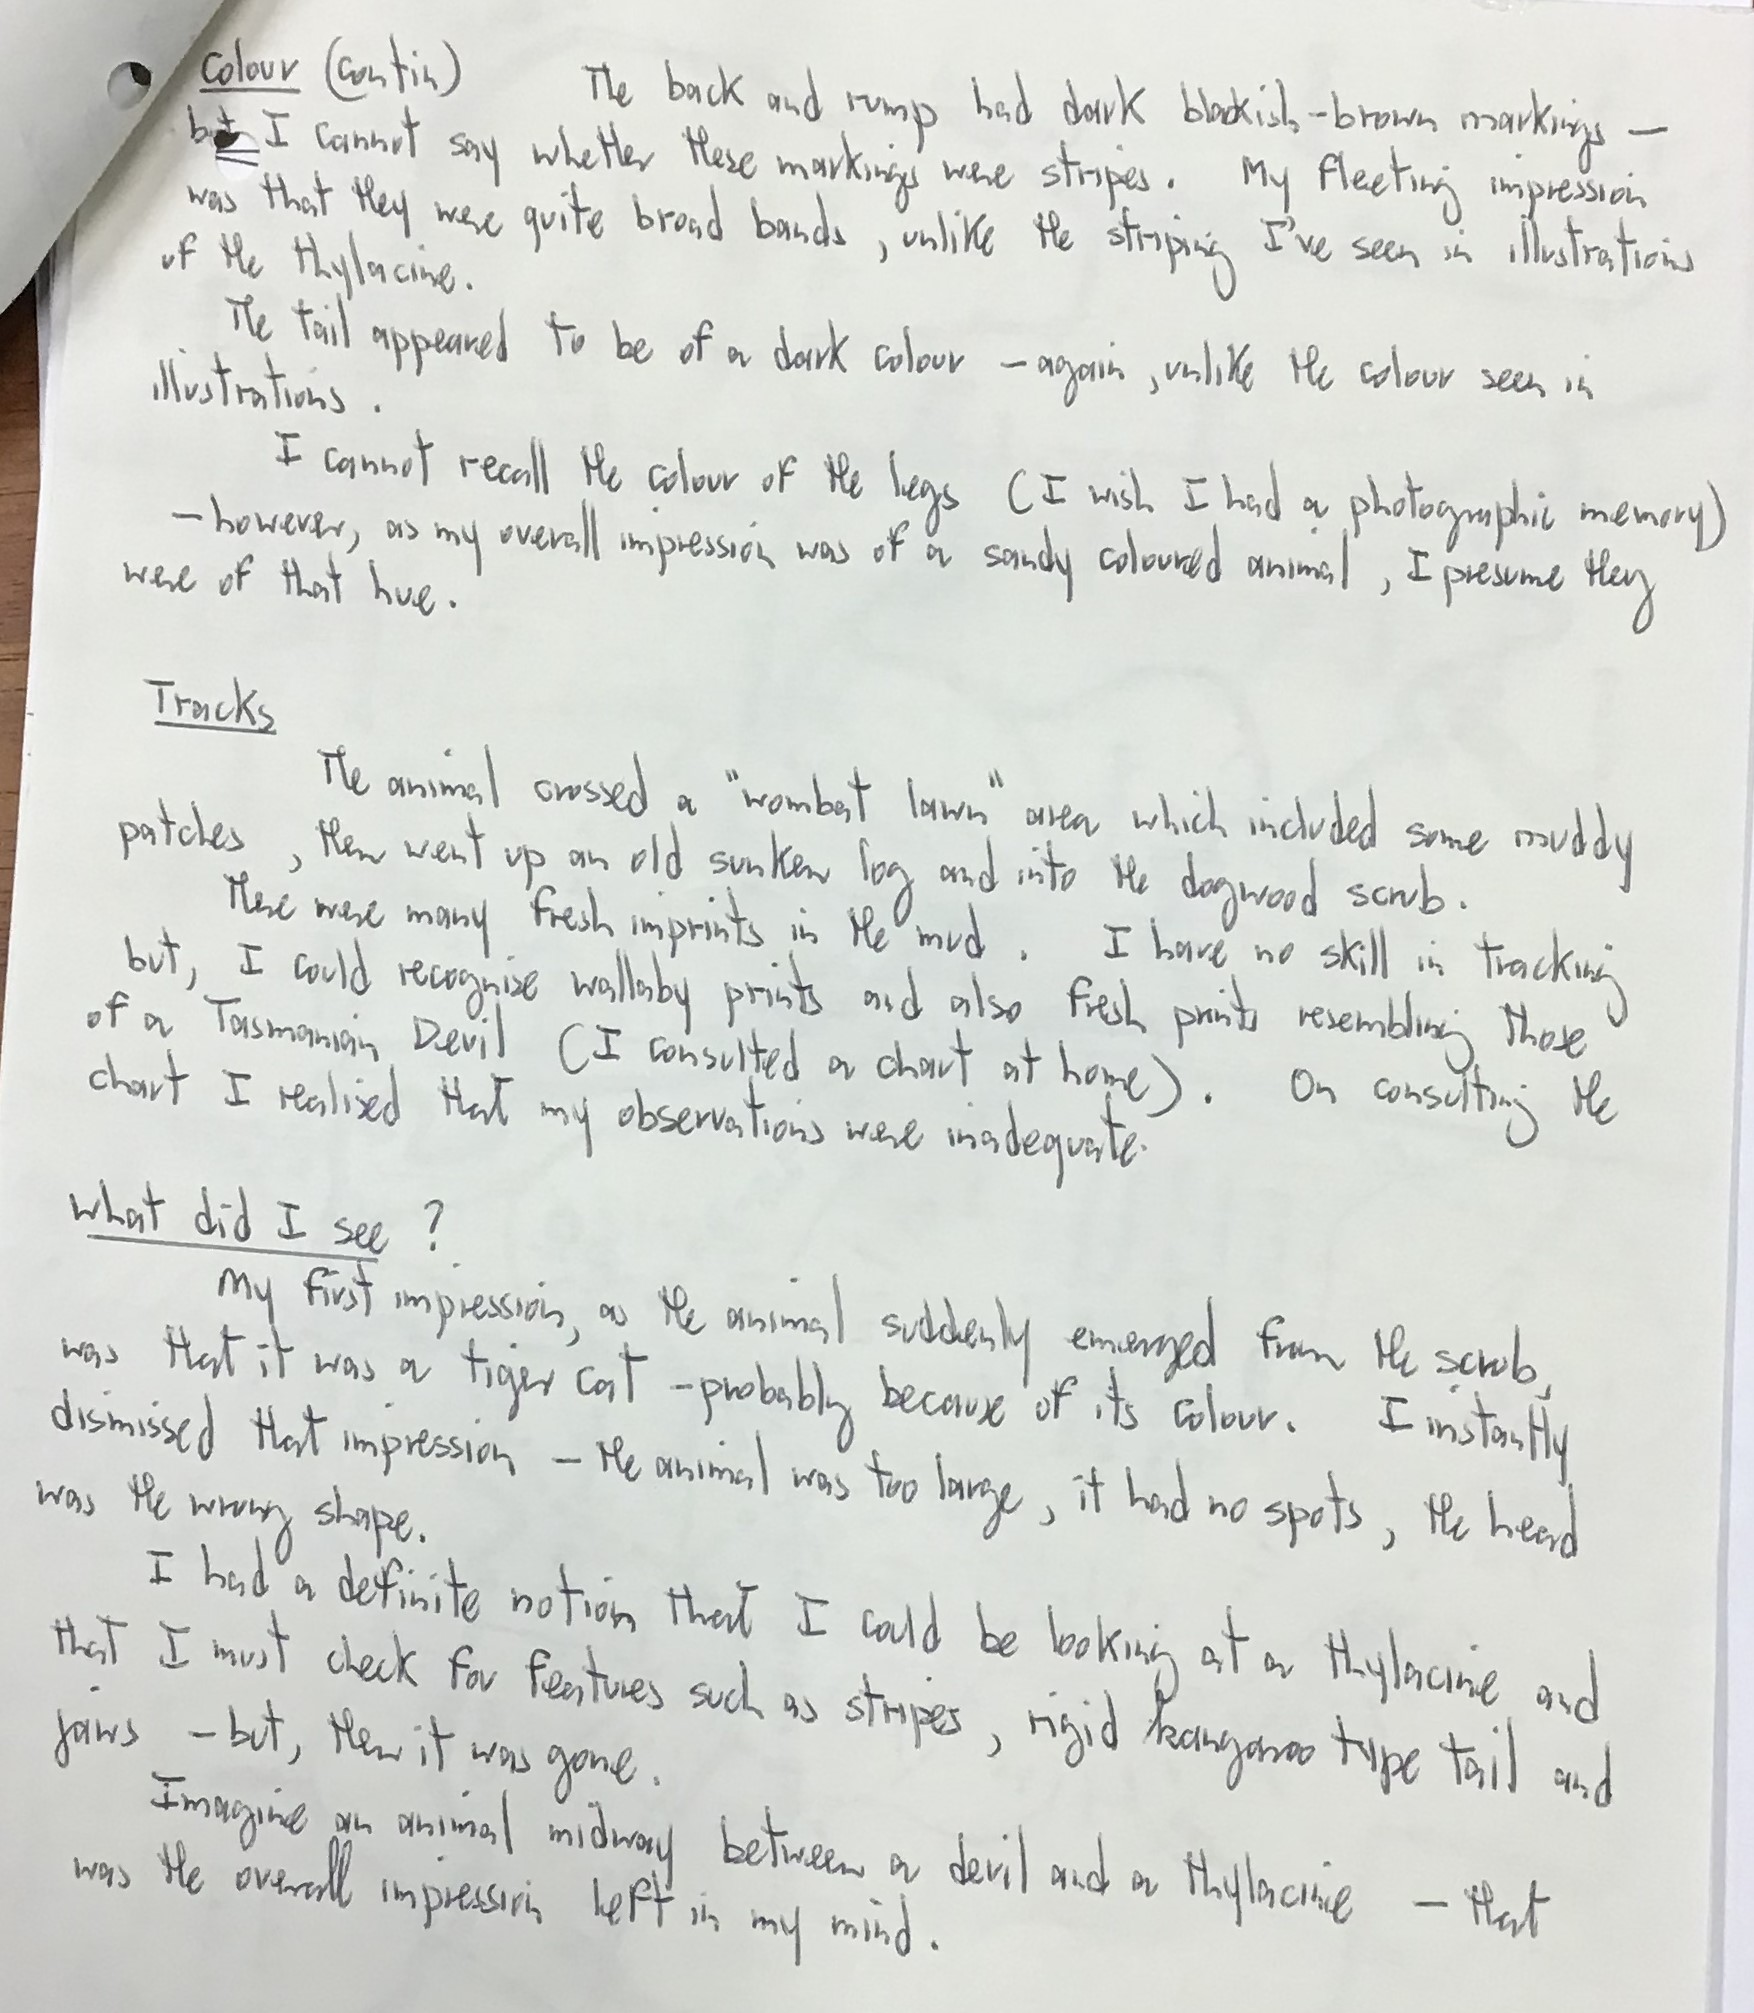 Colour (Contin) The back and rump had dark blackish-brown markings —
but I cannot say whether these markings were stripes. My fleeting impression
was that they were quite broad bands, unlike the striping I've seen in illustrations
of the thylacine.
The tail appeared to be of a dark colour – again, unlike the colour seen in
illustrations.
I cannot recall the colour of the legs (I wish I had a photographic memory)
– however, as my overall impression was of a sandy coloured animal, I presume they
were of that hue.
Tracks
The animal crossed a "wombat lawn" area which included some muddy
patches, then went up an old sunken log and into the dogwood scrub.
There were many fresh imprints in the mud. I have no skill in tracking
but, I could recognise wallaby prints and also fresh prints resembling those
of a Tasmanian Devil (I consulted a chart at home). On consulting the
chart I realised that my observations were inadequate.
What did I see?
My first impression, as the animal suddenly emerged from the scrub,
was that it was a tiger cat – probably because of its colour. I instantly
dismissed that impression – the animal was too large, it had no spots, the head
was the wrong shape.
I had a definite notion that I could be looking at a thylacine and
that I must check for features such as stripes, rigid kangaroo type tail and
jaws – but, then it was gone.
Imagine an animal midway between a devil and a thylacine – that
was the overall impression left in my mind.